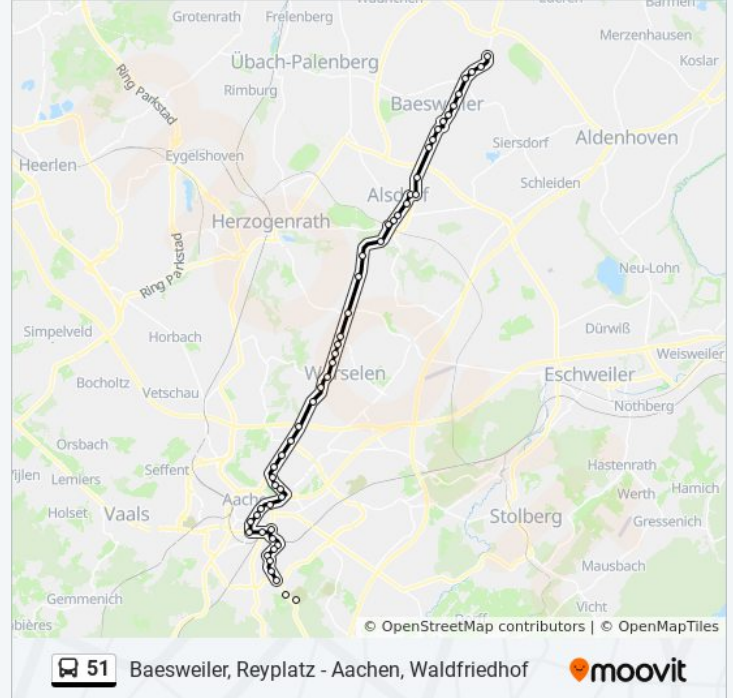 Grotenrath
Frelenberg
Merzenhausen
Übach-Palenberg
Koslar
Ring Parkstad
Rimburg
Baesweiler
Siersdorf
Aldenhoven
Eygelshoven
Heerlen
Schleiden
Alsdorf
Herzogenrath
Ring Parkstad
Neu-Lohn
Simpelveld
Horbach
Dürwiß
Weisweiler
Würselen
Eschweiler
Bocholtz
Vetschau
Nothberg
Orsbach
Seffent
Hastenrath
Lemiers
Werth
Hamich
Aachen
Holset
Vaals
Stolberg
Gressenich
Mausbach
Gemmenich
Vicht
© OpenStreetMap contributors | © OpenMapTiles
51 Baesweiler, Reyplatz - Aachen, Waldfriedhof moovit